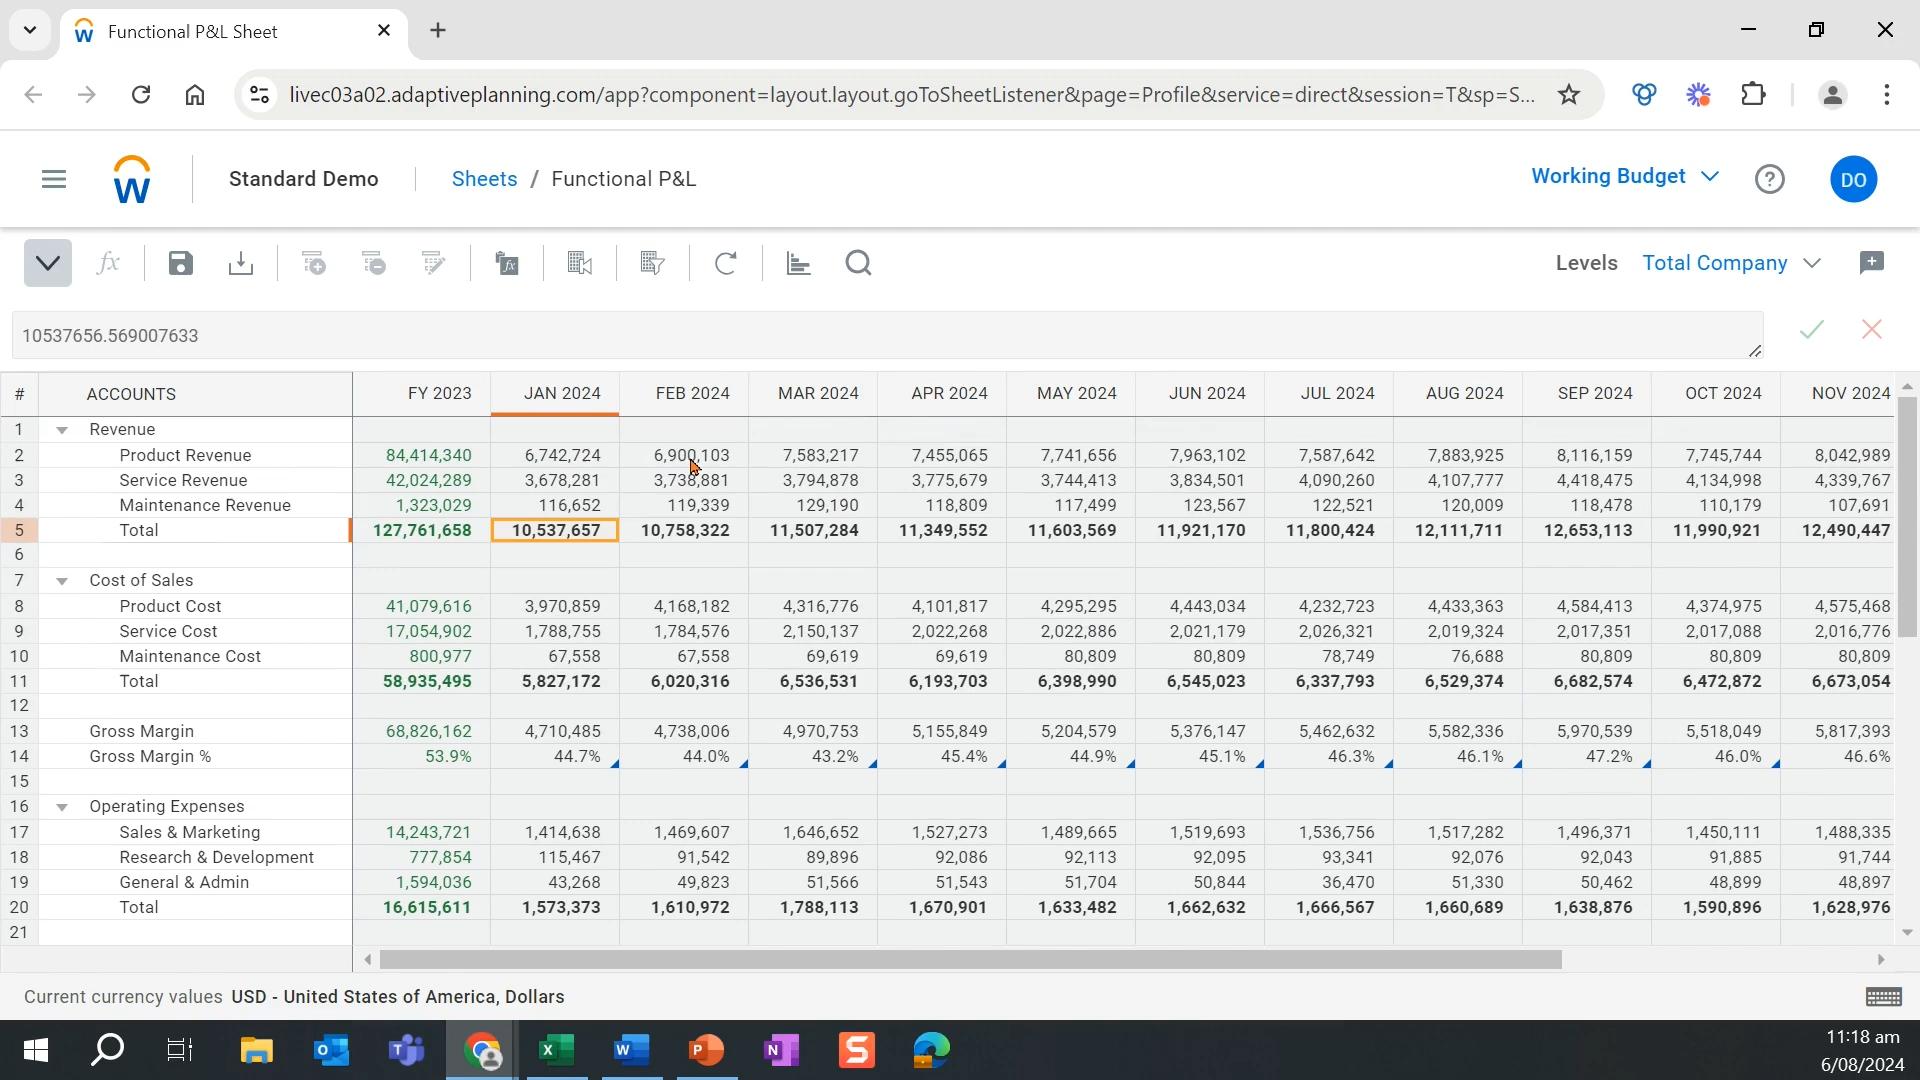 Functional P&L Sheet
livec03a02.adaptiveplanning.com/app?component=layout.layout.goToSheetListener&page=Profile&service=direct&session=T&sp=S...
Standard Demo Sheets / Functional P&L Working Budget ? DO
fx fx Levels Total Company
10537656.569007633
# ACCOUNTS FY 2023 JAN 2024 FEB 2024 MAR 2024 APR 2024 MAY 2024 JUN 2024 JUL 2024 AUG 2024 SEP 2024 OCT 2024 NOV 2024
1 Revenue
2 Product Revenue 84,414,340 6,742,724 6,900,103 7,583,217 7,455,065 7,741,656 7,963,102 7,587,642 7,883,925 8,116,159 7,745,744 8,042,989
3 Service Revenue 42,024,289 3,678,281 3,738,881 3,794,878 3,775,679 3,744,413 3,834,501 4,090,260 4,107,777 4,418,475 4,134,998 4,339,767
4 Maintenance Revenue 1,323,029 116,652 119,339 129,190 118,809 117,499 123,567 122,521 120,009 118,478 110,179 107,691
5 Total 127,761,658 10,537,657 10,758,322 11,507,284 11,349,552 11,603,569 11,921,170 11,800,424 12,111,711 12,653,113 11,990,921 12,490,447
6
7 Cost of Sales
8 Product Cost 41,079,616 3,970,859 4,168,182 4,316,776 4,101,817 4,295,295 4,443,034 4,232,723 4,433,363 4,584,413 4,374,975 4,575,468
9 Service Cost 17,054,902 1,788,755 1,784,576 2,150,137 2,022,268 2,022,886 2,021,179 2,026,321 2,019,324 2,017,351 2,017,088 2,016,776
10 Maintenance Cost 800,977 67,558 67,558 69,619 69,619 80,809 80,809 78,749 76,688 80,809 80,809 80,809
11 Total 58,935,495 5,827,172 6,020,316 6,536,531 6,193,703 6,398,990 6,545,023 6,337,793 6,529,374 6,682,574 6,472,872 6,673,054
12
13 Gross Margin 68,826,162 4,710,485 4,738,006 4,970,753 5,155,849 5,204,579 5,376,147 5,462,632 5,582,336 5,970,539 5,518,049 5,817,393
14 Gross Margin % 53.9% 44.7% 44.0% 43.2% 45.4% 44.9% 45.1% 46.3% 46.1% 47.2% 46.0% 46.6%
15
16 Operating Expenses
17 Sales & Marketing 14,243,721 1,414,638 1,469,607 1,646,652 1,527,273 1,489,665 1,519,693 1,536,756 1,517,282 1,496,371 1,450,111 1,488,335
18 Research & Development 777,854 115,467 91,542 89,896 92,086 92,113 92,095 93,341 92,076 92,043 91,885 91,744
19 General & Admin 1,594,036 43,268 49,823 51,566 51,543 51,704 50,844 36,470 51,330 50,462 48,899 48,897
20 Total 16,615,611 1,573,373 1,610,972 1,788,113 1,670,901 1,633,482 1,662,632 1,666,567 1,660,689 1,638,876 1,590,896 1,628,976
21
Current currency values USD - United States of America, Dollars
11:18 am
6/08/2024